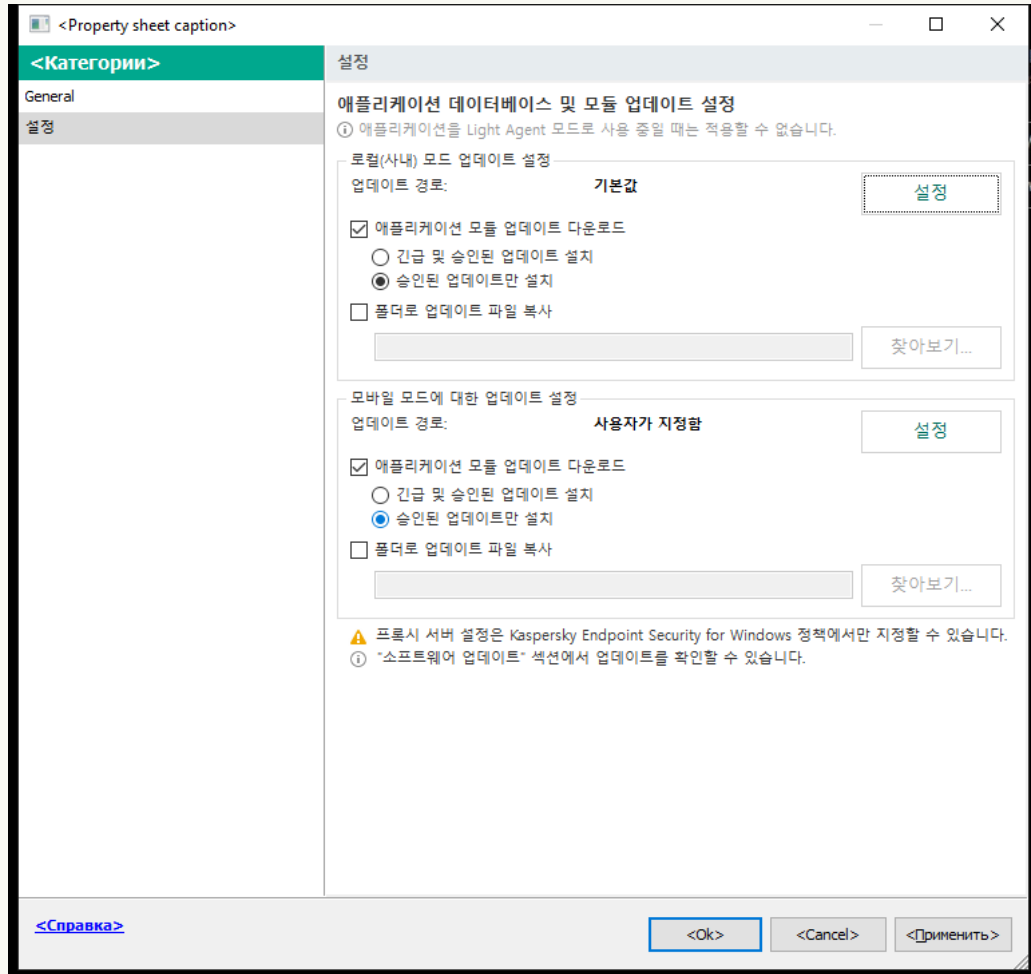 <Property sheet caption>
<Категории>
General
설정
설정
애플리케이션 데이터베이스 및 모듈 업데이트 설정
애플리케이션을 Light Agent 모드로 사용 중일 때는 적용할 수 없습니다.
로컬(사내) 모드 업데이트 설정
업데이트 경로: 기본값 설정
애플리케이션 모듈 업데이트 다운로드
긴급 및 승인된 업데이트 설치
승인된 업데이트만 설치
폴더로 업데이트 파일 복사
찾아보기...
모바일 모드에 대한 업데이트 설정
업데이트 경로: 사용자가 지정함 설정
애플리케이션 모듈 업데이트 다운로드
긴급 및 승인된 업데이트 설치
승인된 업데이트만 설치
폴더로 업데이트 파일 복사
찾아보기...
프록시 서버 설정은 Kaspersky Endpoint Security for Windows 정책에서만 지정할 수 있습니다.
"소프트웨어 업데이트" 섹션에서 업데이트를 확인할 수 있습니다.
<Справка>
<Ok> <Cancel> <Применить>